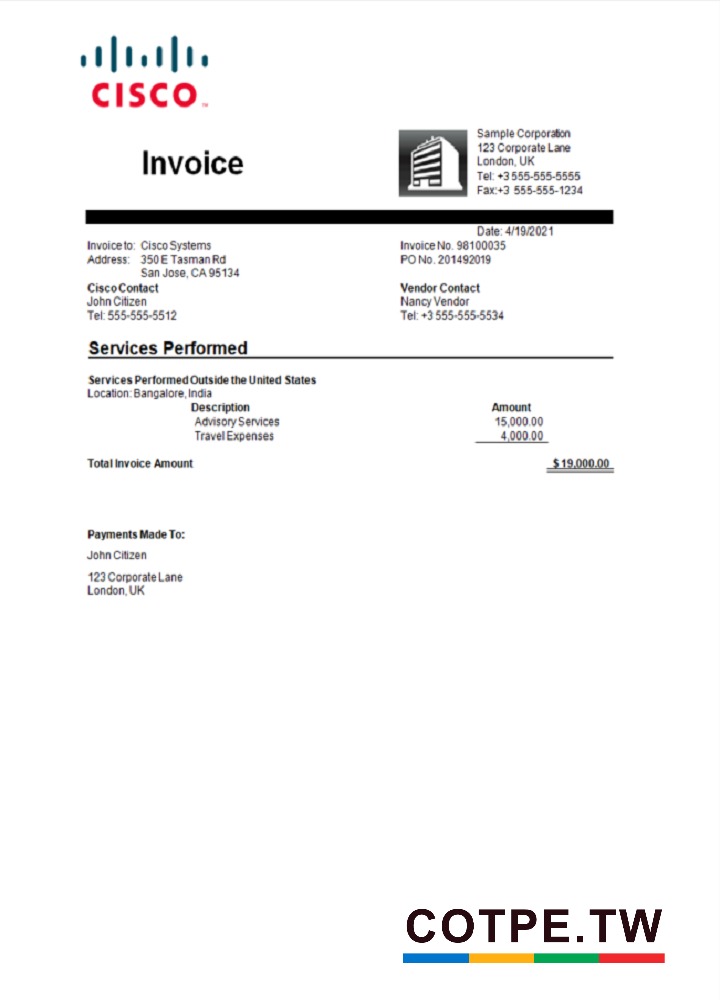 CISCO
TM
Invoice
Sample Corporation
123 Corporate Lane
London, UK
Tel: +3 555-555-5555
Fax:+3 555-555-1234
Date: 4/19/2021
Invoice to: Cisco Systems
Address: 350 E Tasman Rd
San Jose, CA 95134
Invoice No. 98100035
PO No. 201492019
Cisco Contact
John Citizen
Tel: 555-555-5512
Vendor Contact
Nancy Vendor
Tel: +3 555-555-5534
Services Performed
Services Performed Outside the United States
Location: Bangalore, India
Description Amount
Advisory Services 15,000.00
Travel Expenses 4,000.00
Total Invoice Amount $ 19,000.00
Payments Made To:
John Citizen
123 Corporate Lane
London, UK
COTPE.TW